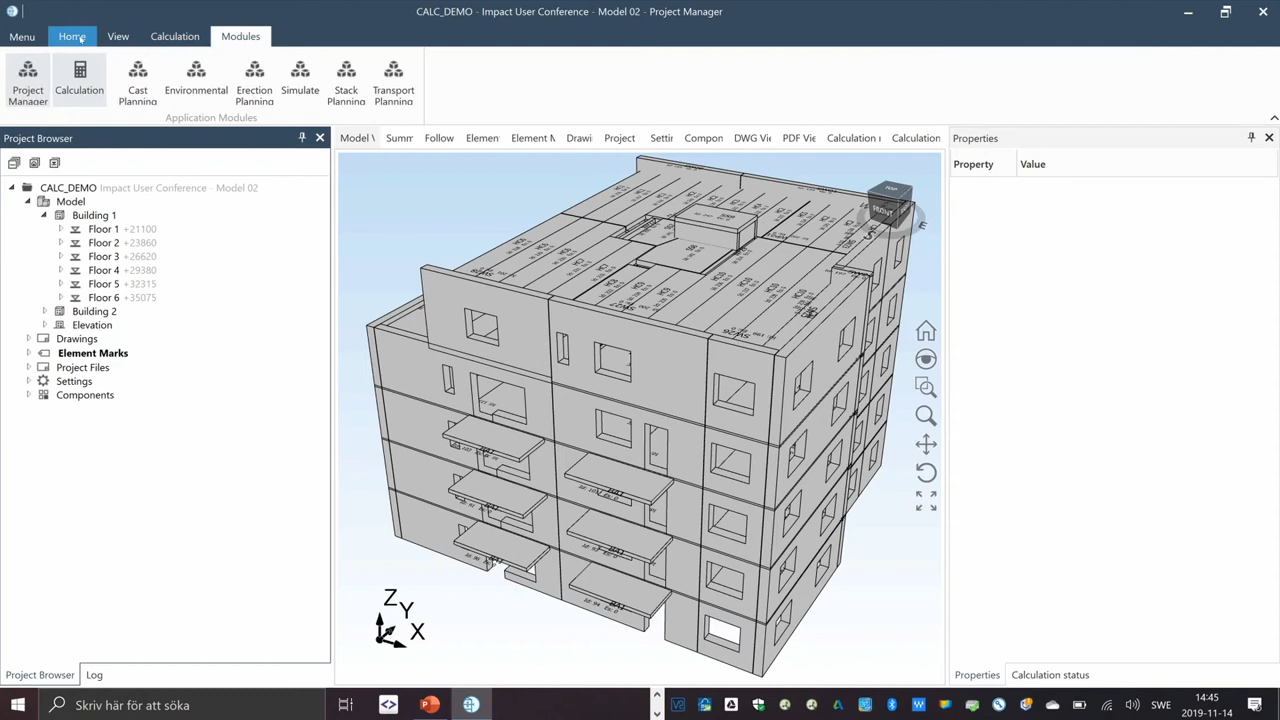 CALC_DEMO - Impact User Conference - Model 02 - Project Manager
Menu Home View Calculation Modules
Project Manager
Calculation
Cast Planning
Environmental
Erection Planning
Simulate
Stack Planning
Transport Planning
Application Modules
Project Browser
Model \ Summ Follow Elemen Element M Drawi Project Setti Compon DWG Vie PDF Vie Calculation Calculation
Properties
Property Value
CALC_DEMO Impact User Conference - Model 02
Model
Building 1
Floor 1 +21100
Floor 2 +23860
Floor 3 +26620
Floor 4 +29380
Floor 5 +32315
Floor 6 +35075
Building 2
Elevation
Drawings
Element Marks
Project Files
Settings
Components
TOP
FRONT
S
E
Z
Y
X
Project Browser Log
Properties Calculation status
Skriv här för att söka
SWE
14:45
2019-11-14